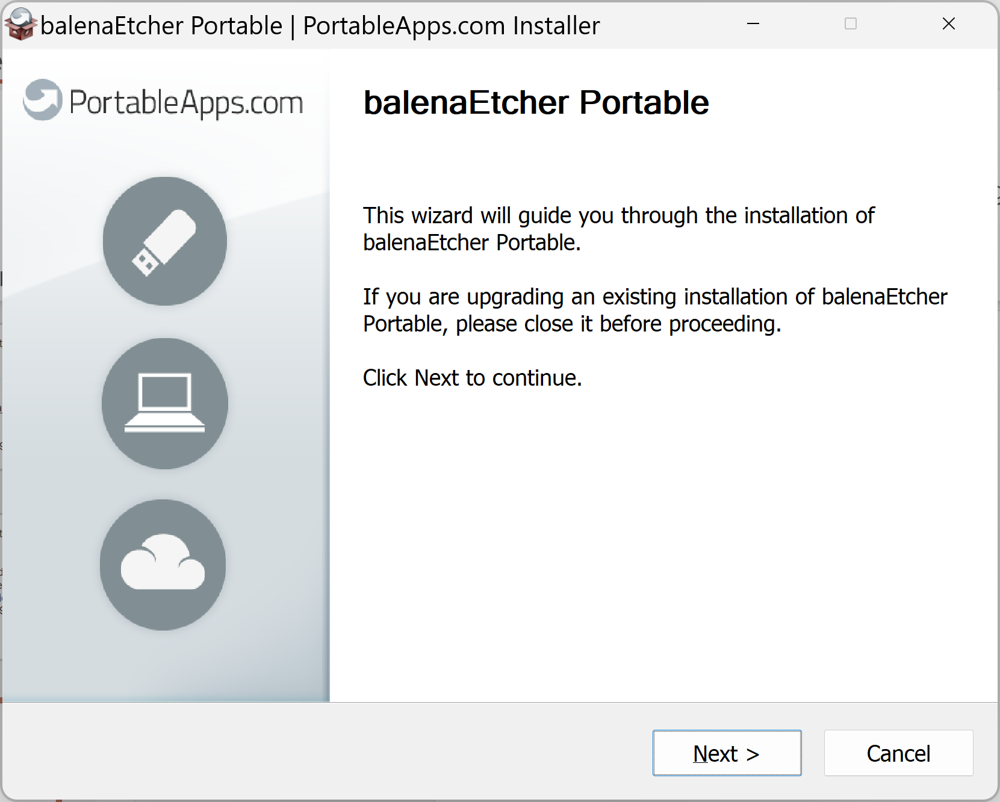 balenaEtcher Portable | PortableApps.com Installer
PortableApps.com
balenaEtcher Portable
This wizard will guide you through the installation of
balenaEtcher Portable.
If you are upgrading an existing installation of balenaEtcher
Portable, please close it before proceeding.
Click Next to continue.
Next >
Cancel